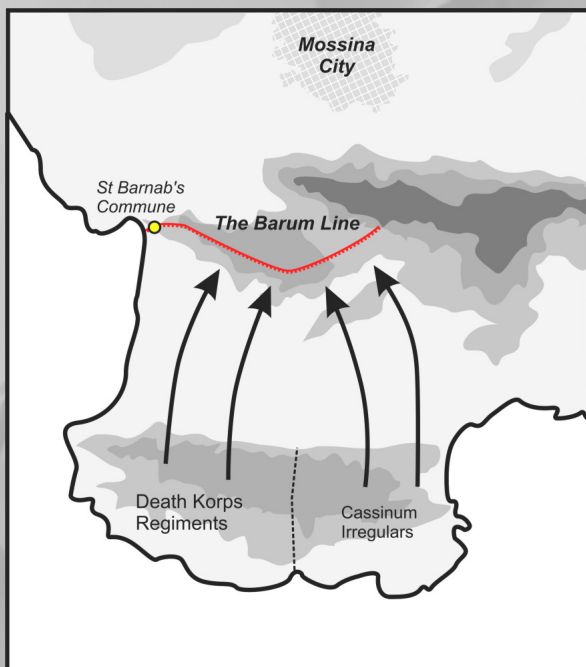 Mossina
City
St Barnab's
Commune
The Barum Line
Death Korps
Regiments
Cassinum
Irregulars